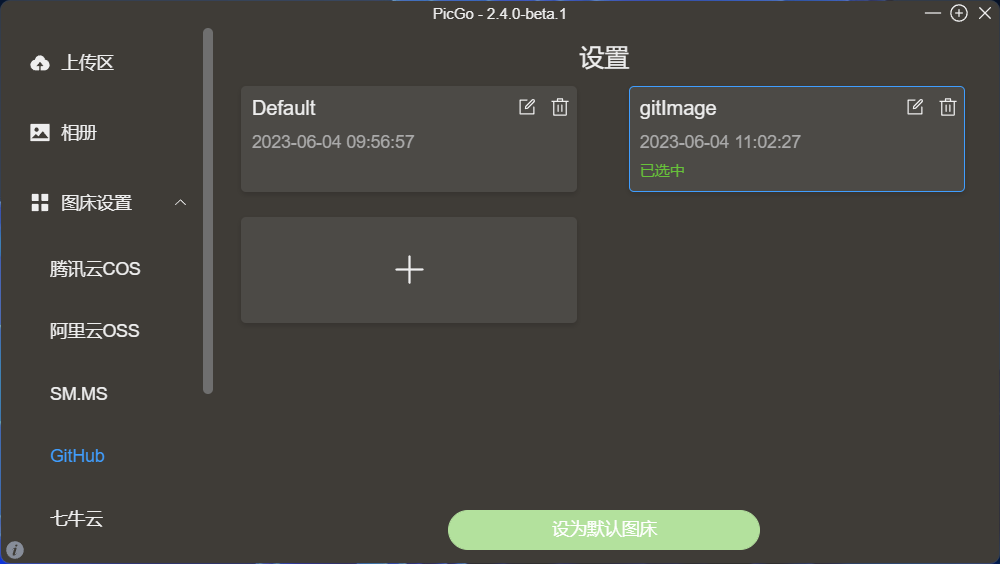 PicGo - 2.4.0-beta.1
上传区
相册
图床设置
腾讯云COS
阿里云OSS
SM.MS
GitHub
七牛云
设置
Default
2023-06-04 09:56:57
gitImage
2023-06-04 11:02:27
已选中
设为默认图床